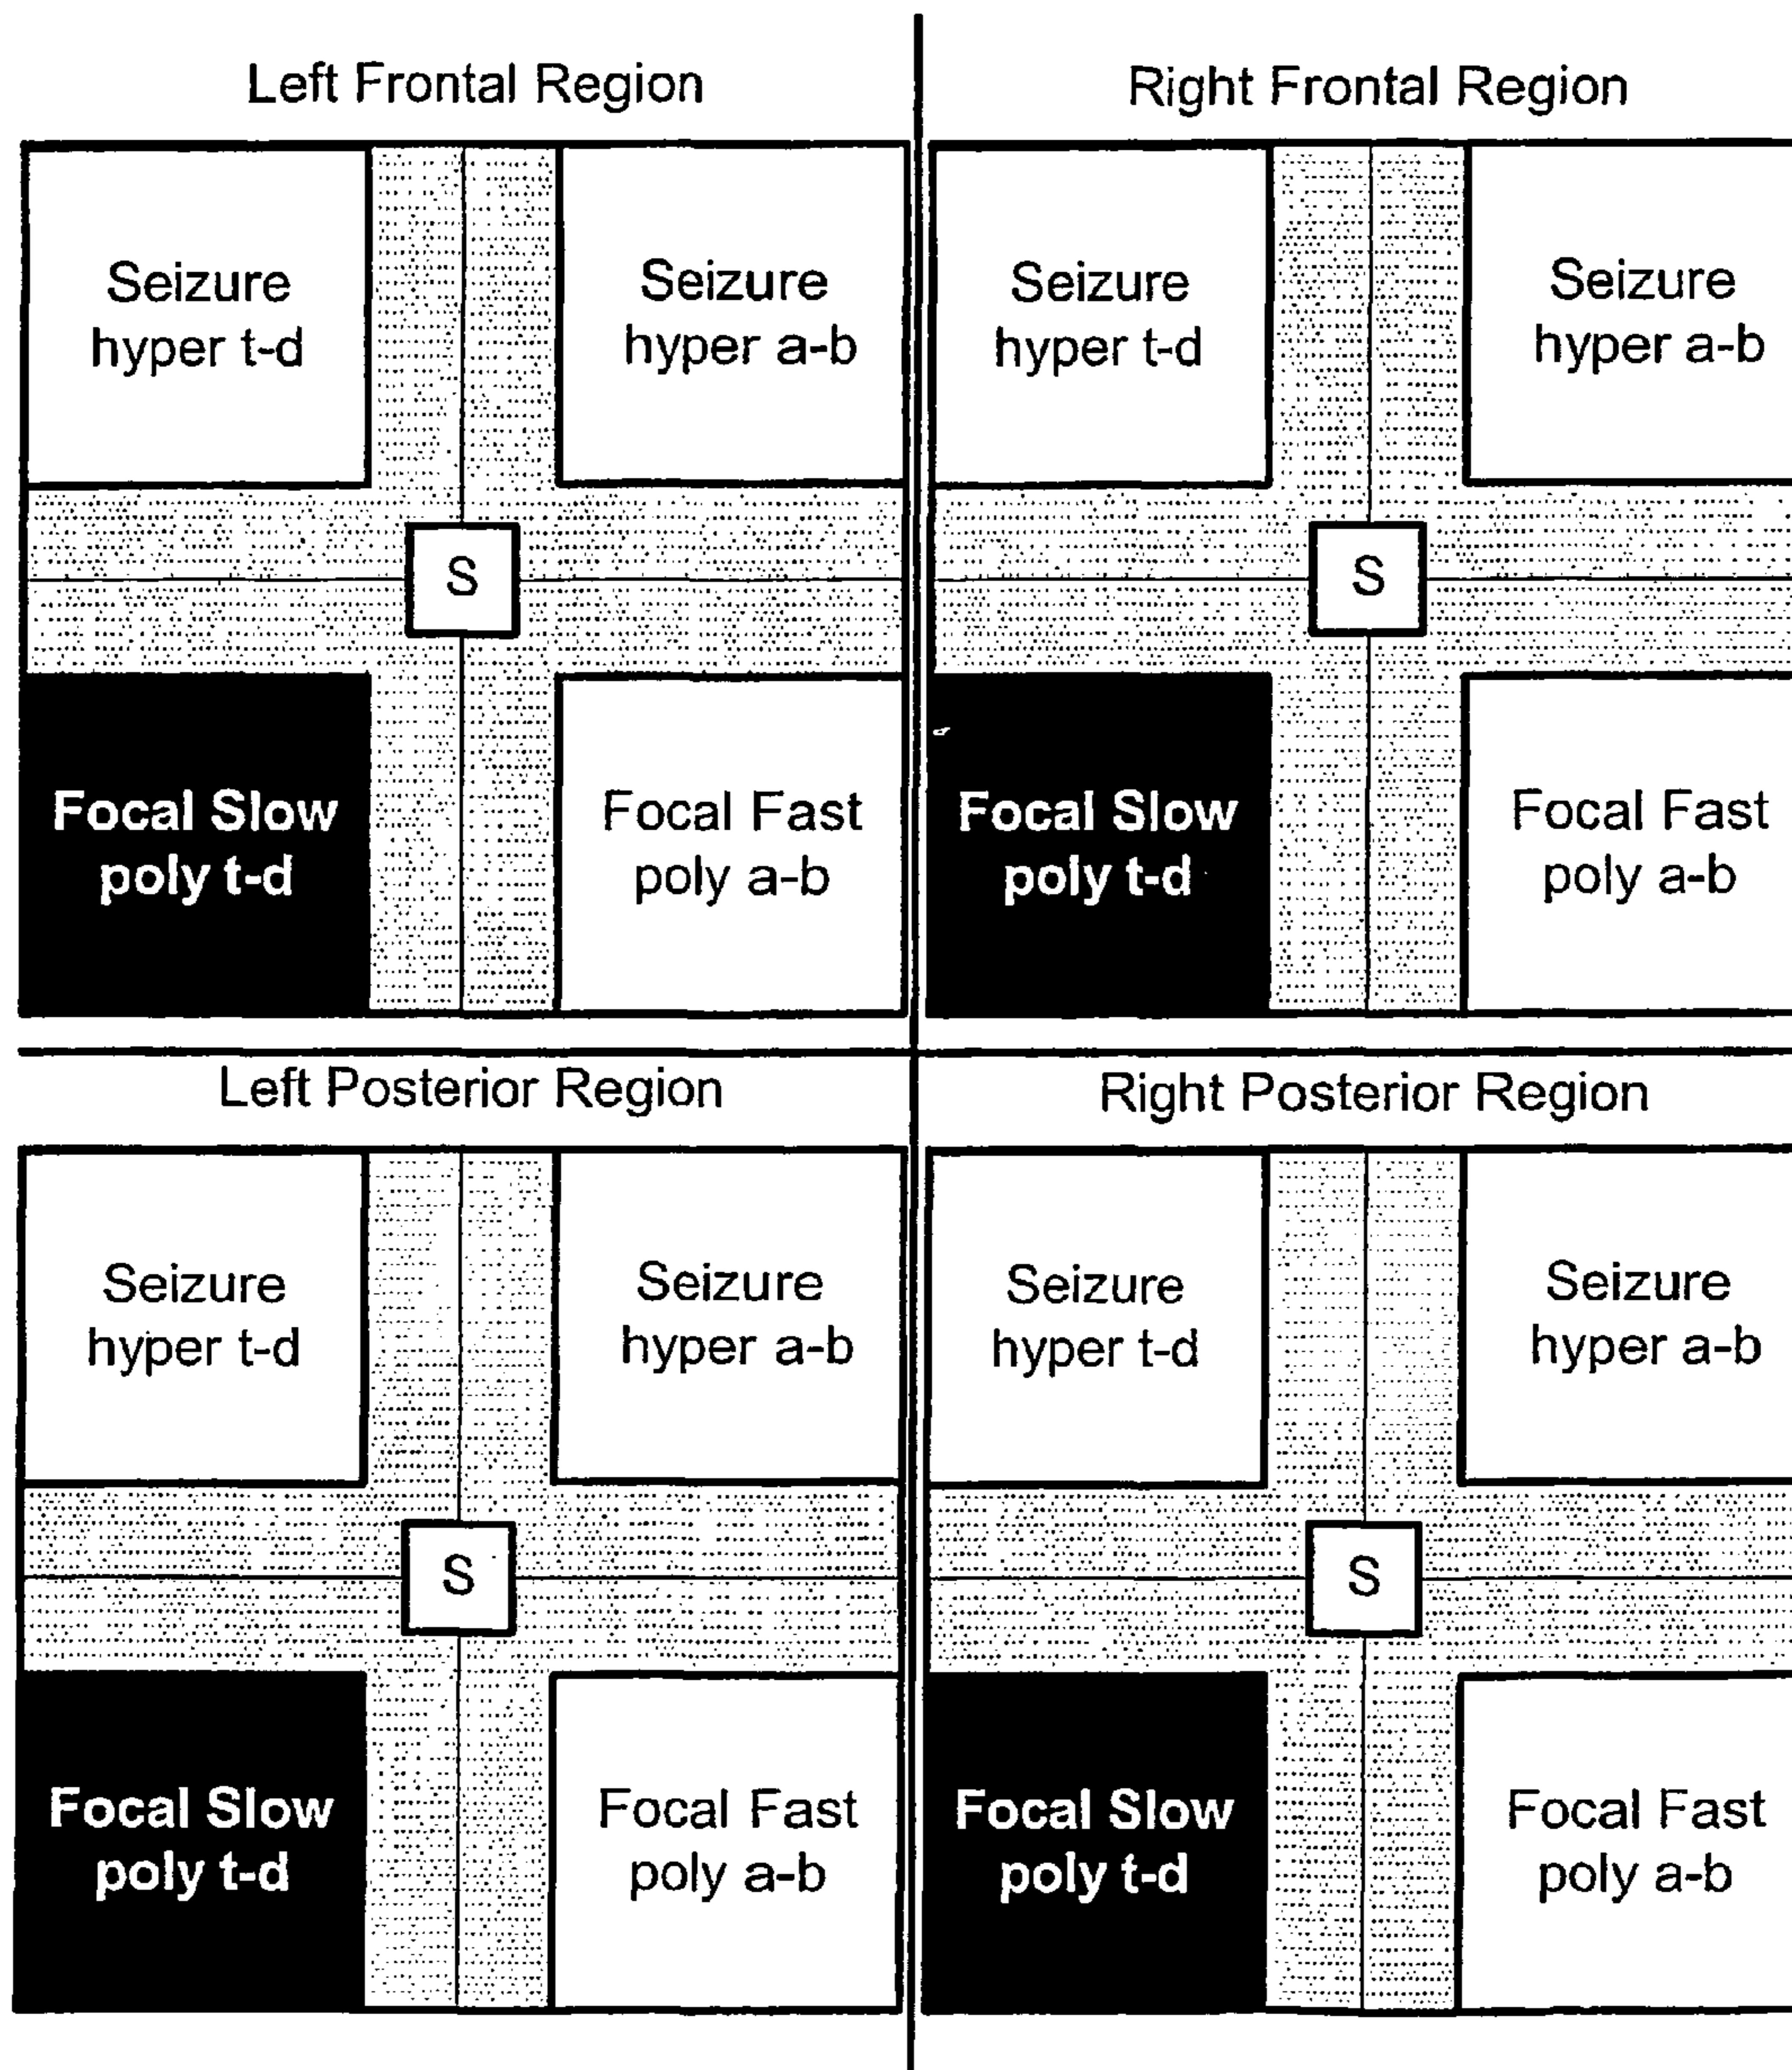 Left Frontal Region
Seizure
hyper t-d
Seizure
hyper a-b
S
Focal Slow
poly t-d
Focal Fast
poly a-b
Right Frontal Region
Seizure
hyper t-d
Seizure
hyper a-b
S
Focal Slow
poly t-d
Focal Fast
poly a-b
Left Posterior Region
Seizure
hyper t-d
Seizure
hyper a-b
S
Focal Slow
poly t-d
Focal Fast
poly a-b
Right Posterior Region
Seizure
hyper t-d
Seizure
hyper a-b
S
Focal Slow
poly t-d
Focal Fast
poly a-b